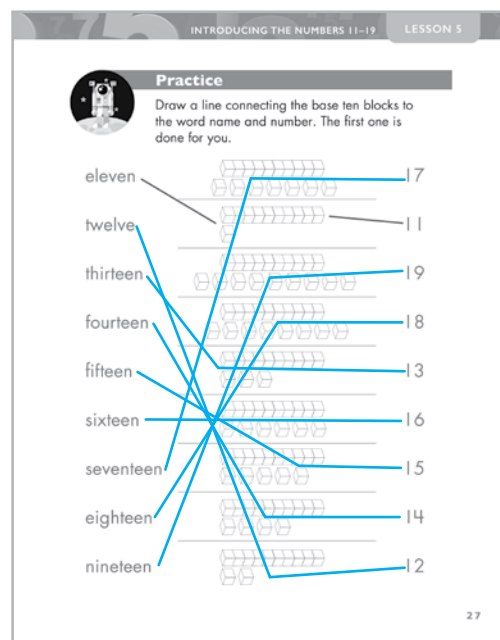 INTRODUCING THE NUMBERS 11–19 LESSON 5
Practice
Draw a line connecting the base ten blocks to
the word name and number. The first one is
done for you.
eleven 17
twelve 11
thirteen 19
fourteen 18
fifteen 13
sixteen 16
seventeen 15
eighteen 14
nineteen 12
27